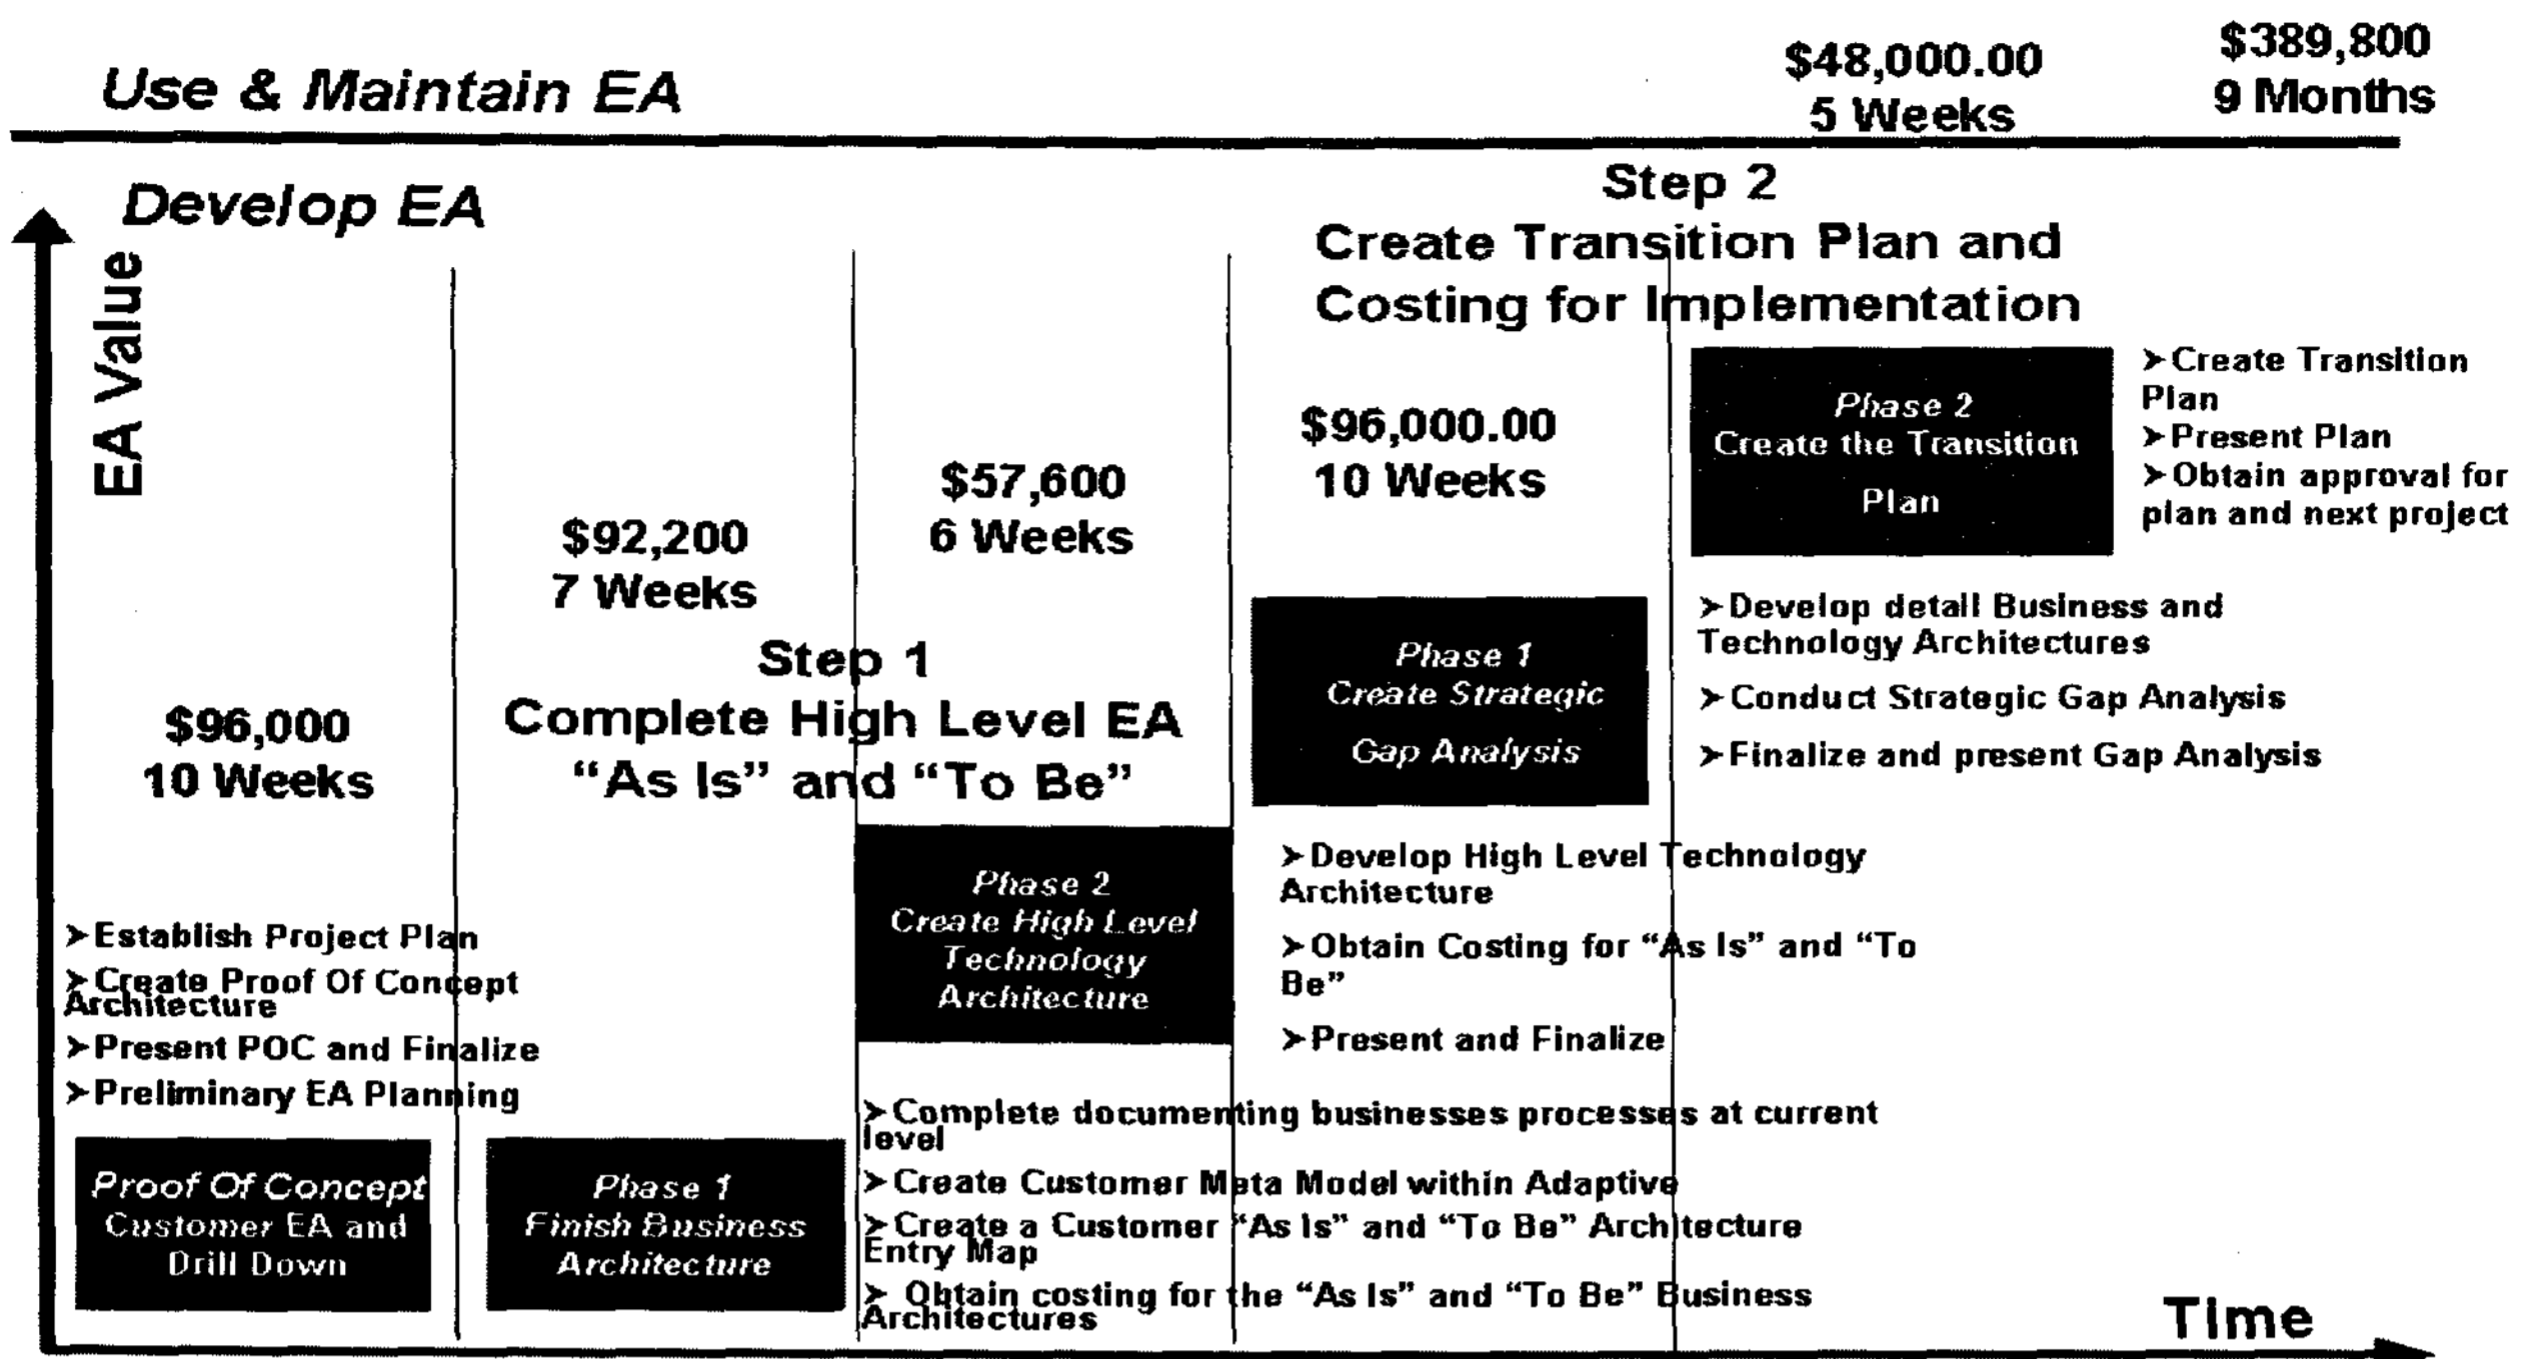 Use & Maintain EA
$48,000.00
5 Weeks
$389,800
9 Months
Develop EA
EA Value
Step 2
Create Transition Plan and
Costing for Implementation
Phase 2
Create the Transition
Plan
➢Create Transition
Plan
➢Present Plan
➢Obtain approval for
plan and next project
$96,000.00
10 Weeks
$57,600
6 Weeks
$92,200
7 Weeks
Step 1
Complete High Level EA
“As Is” and “To Be”
$96,000
10 Weeks
Phase 1
Create Strategic
Gap Analysis
➢Develop detail Business and
Technology Architectures
➢Conduct Strategic Gap Analysis
➢Finalize and present Gap Analysis
Phase 2
Create High Level
Technology
Architecture
➢Develop High Level Technology
Architecture
➢Obtain Costing for “As Is” and “To
Be”
➢Present and Finalize
➢Establish Project Plan
➢Create Proof Of Concept
Architecture
➢Present POC and Finalize
➢Preliminary EA Planning
Proof Of Concept
Customer EA and
Drill Down
Phase 1
Finish Business
Architecture
➢Complete documenting businesses processes at current
level
➢Create Customer Meta Model within Adaptive
➢Create a Customer “As Is” and “To Be” Architecture
Entry Map
➢ Obtain costing for the “As Is” and “To Be” Business
Architectures
Time